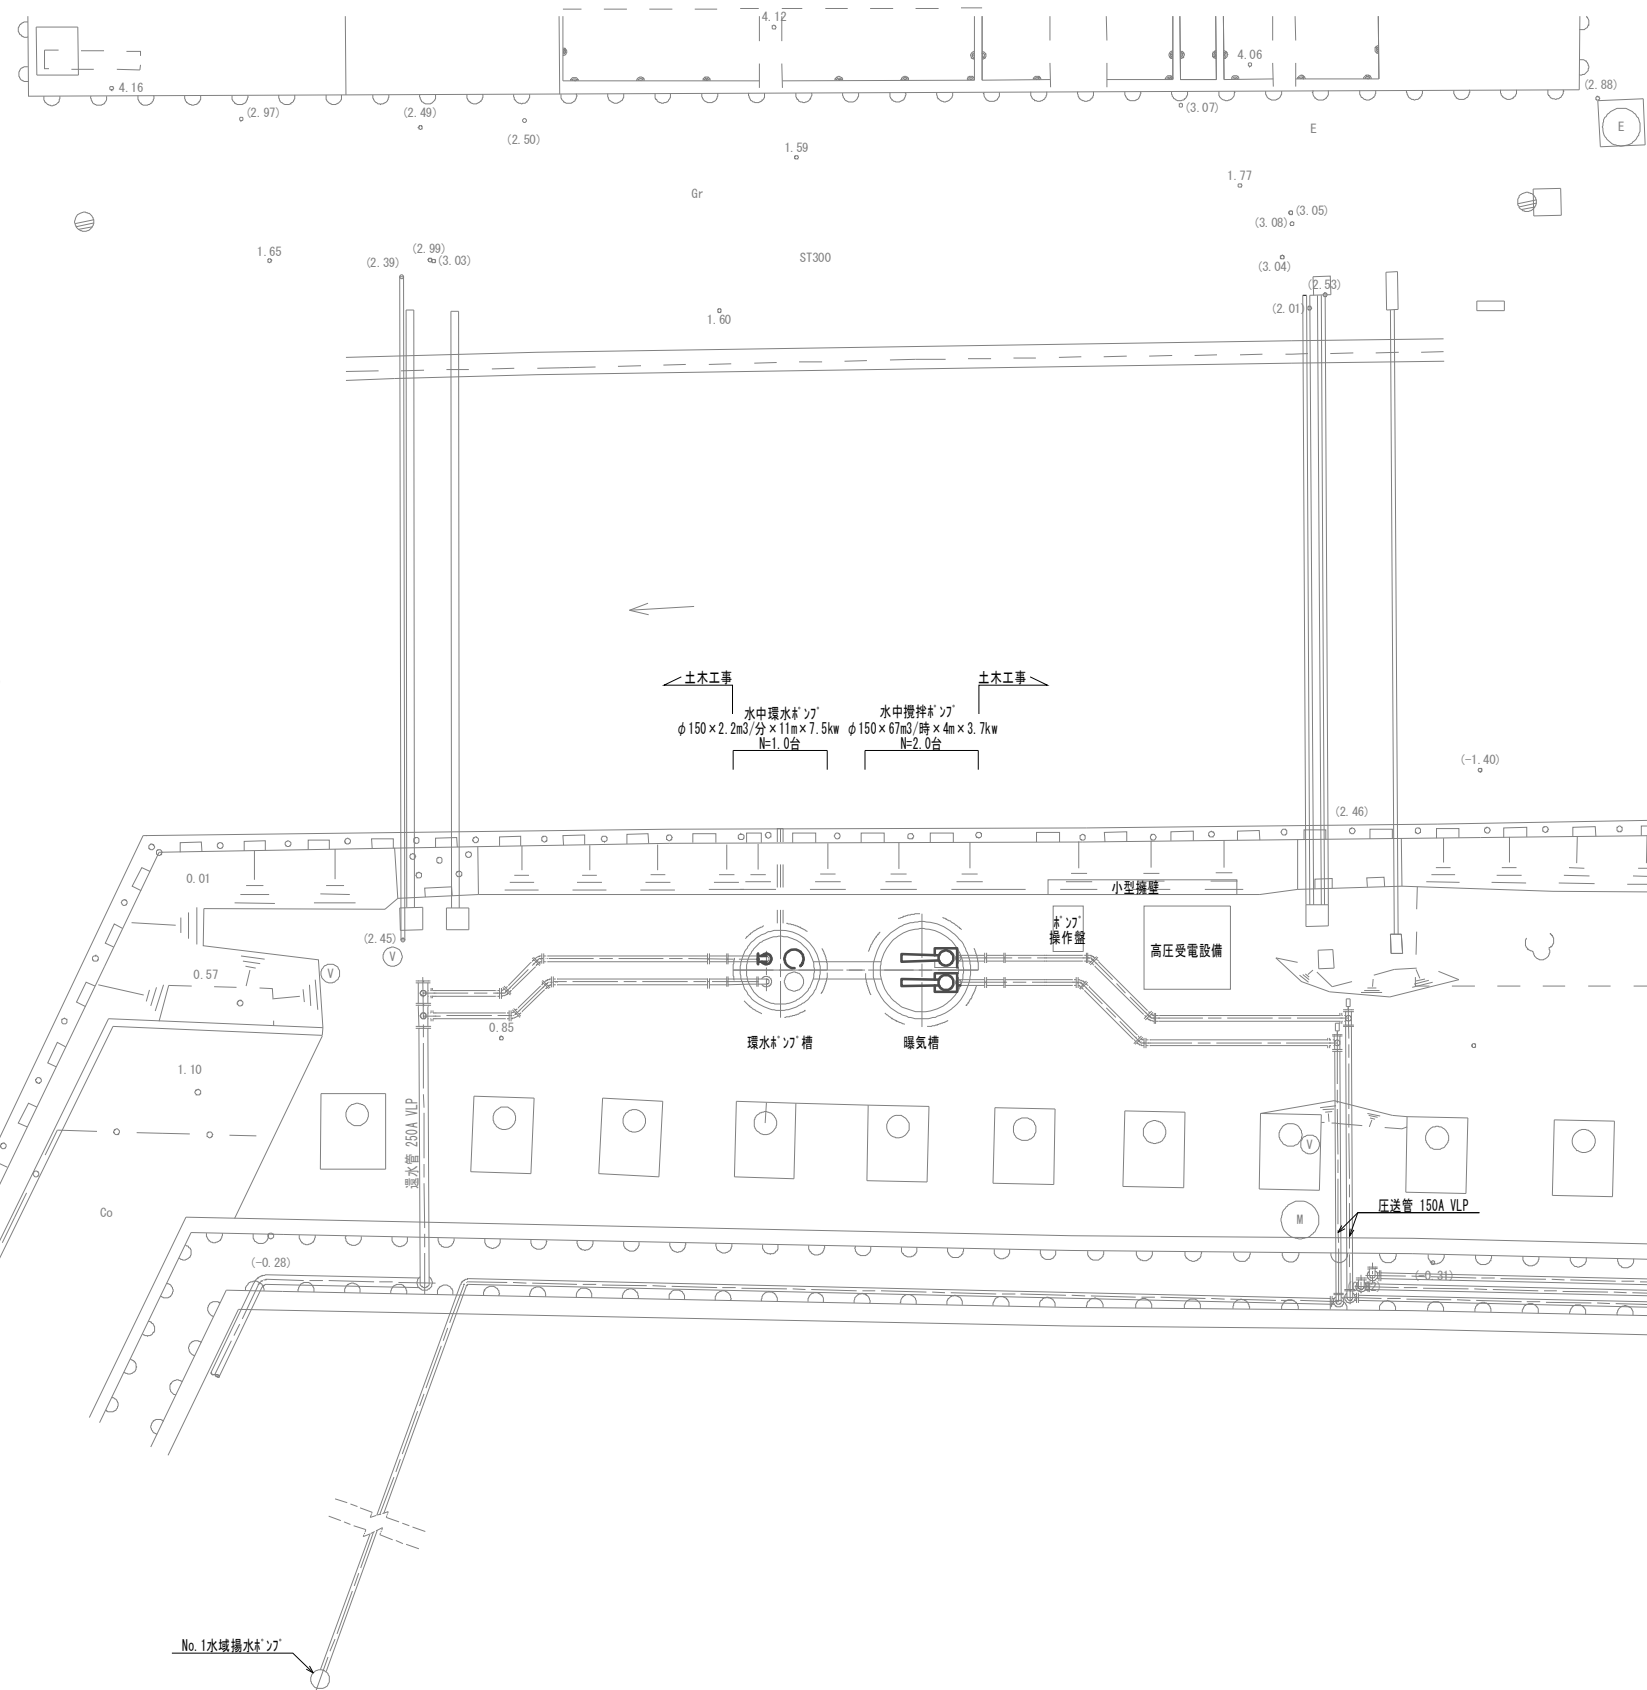 4.12
4.06
4.16
(2.88)
(2.97)
(2.49)
(3.07)
E
E
(2.50)
1.59
1.77
Gr
(3.05)
(3.08)
1.65
(2.99)
(2.39)
(3.03)
ST300
(3.04)
(2.53)
(2.01)
1.60
土木工事
土木工事
水中環水ﾎﾟﾝﾌﾟ
φ150×2.2m3/分×11m×7.5kw
N=1.0台
水中攪拌ﾎﾟﾝﾌﾟ
φ150×67m3/時×4m×3.7kw
N=2.0台
(-1.40)
(2.46)
0.01
小型擁壁
ﾎﾟﾝﾌﾟ
操作盤
高圧受電設備
(2.45)
V
V
0.57
0.85
環水ﾎﾟﾝﾌﾟ槽
曝気槽
1.10
還水管 250A VLP
V
Co
M
圧送管 150A VLP
(-0.28)
(-0.31)
No.1水域揚水ﾎﾟﾝﾌﾟ